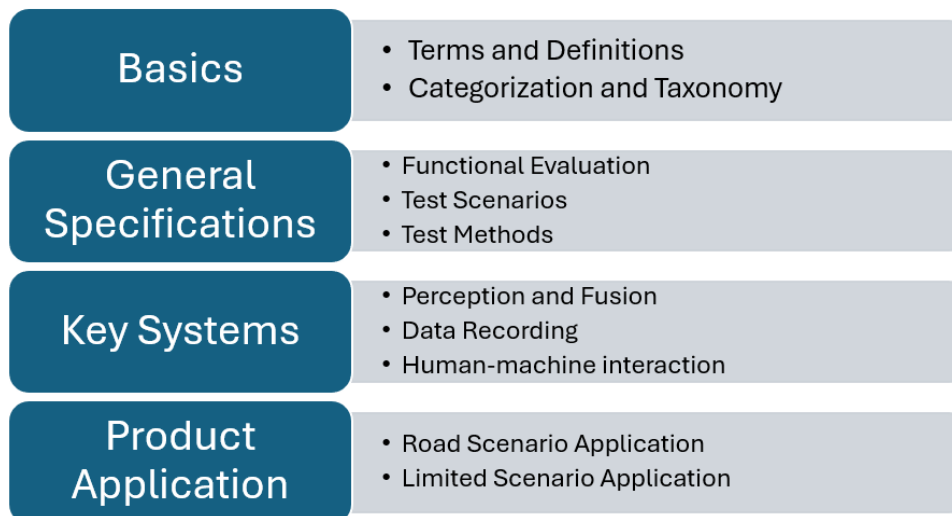 Basics
• Terms and Definitions
• Categorization and Taxonomy
General
Specifications
• Functional Evaluation
• Test Scenarios
• Test Methods
Key Systems
• Perception and Fusion
• Data Recording
• Human-machine interaction
Product
Application
• Road Scenario Application
• Limited Scenario Application